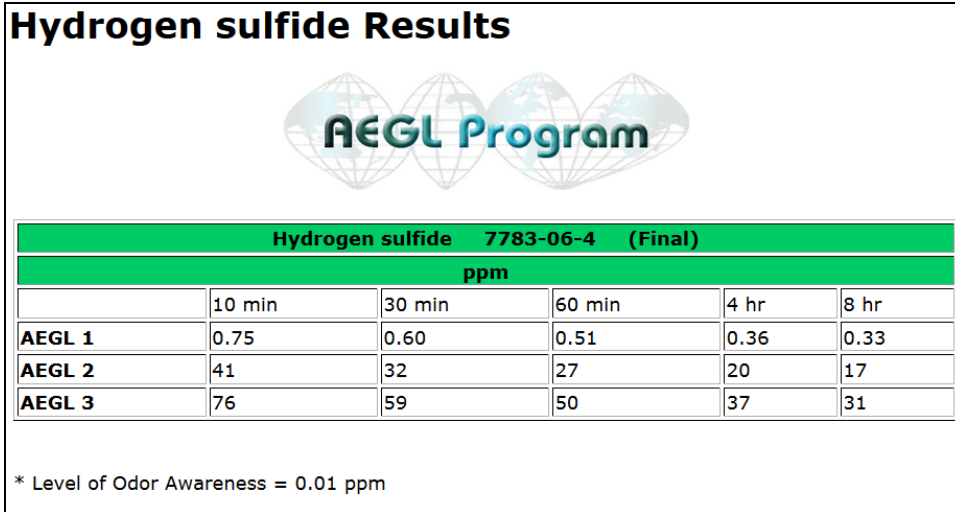 Hydrogen sulfide Results
AEGL Program
Hydrogen sulfide 7783-06-4 (Final)
ppm
10 min 30 min 60 min 4 hr 8 hr
AEGL 1 0.75 0.60 0.51 0.36 0.33
AEGL 2 41 32 27 20 17
AEGL 3 76 59 50 37 31
* Level of Odor Awareness = 0.01 ppm